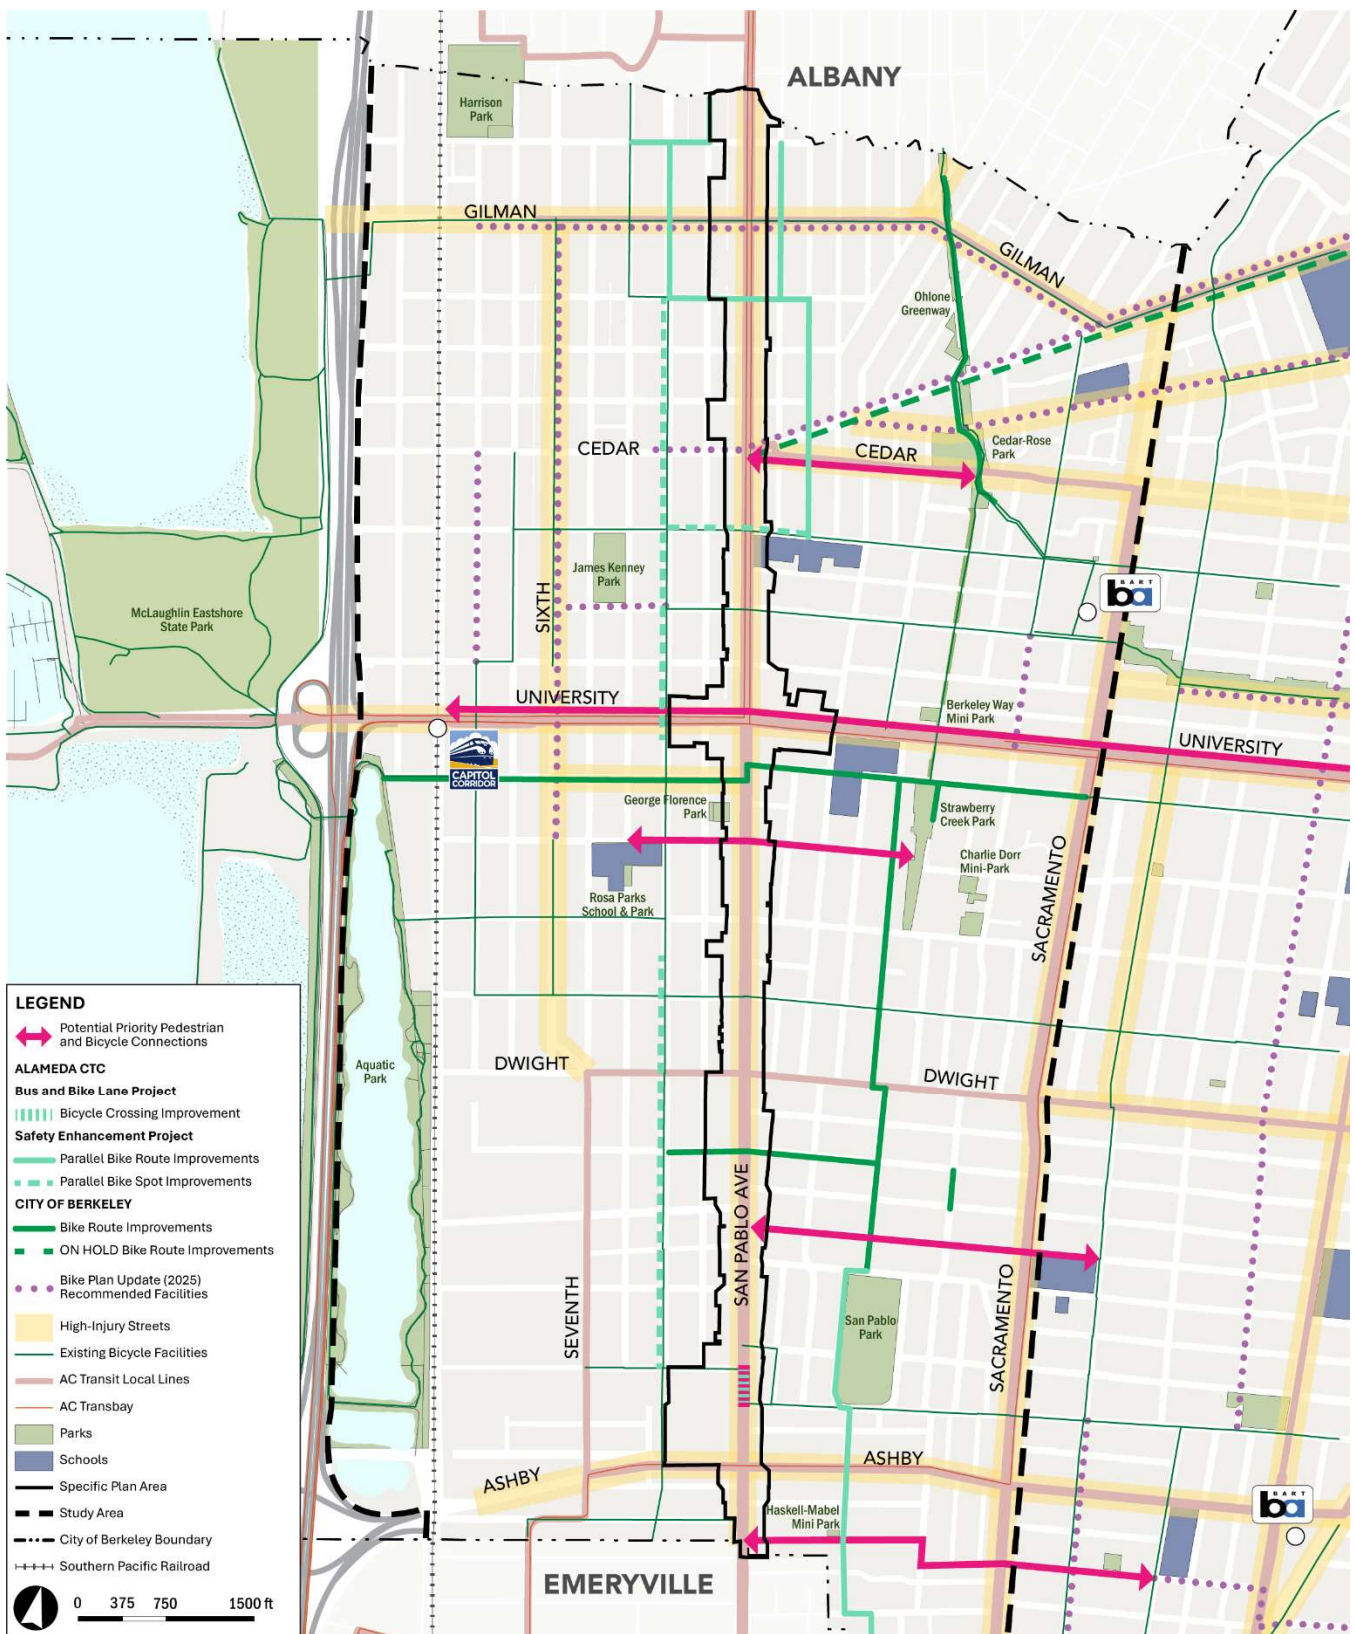 ALBANY
Harrison
Park
GILMAN
GILMAN
Ohlone
Greenway
CEDAR
CEDAR
Cedar-Rose
Park
James Kenney
Park
SIXTH
McLaughlin Eastshore
State Park
BART
ba
UNIVERSITY
Berkeley Way
Mini Park
UNIVERSITY
CAPITOL
CORRIDOR
George Florence
Park
Strawberry
Creek Park
Charlie Dorr
Mini-Park
Rosa Parks
School & Park
SACRAMENTO
DWIGHT
DWIGHT
Aquatic
Park
SAN PABLO AVE
SEVENTH
San Pablo
Park
SACRAMENTO
ASHBY
ASHBY
Haskell-Mabel
Mini Park
BART
ba
EMERYVILLE
LEGEND
Potential Priority Pedestrian
and Bicycle Connections
ALAMEDA CTC
Bus and Bike Lane Project
Bicycle Crossing Improvement
Safety Enhancement Project
Parallel Bike Route Improvements
Parallel Bike Spot Improvements
CITY OF BERKELEY
Bike Route Improvements
ON HOLD Bike Route Improvements
Bike Plan Update (2025)
Recommended Facilities
High-Injury Streets
Existing Bicycle Facilities
AC Transit Local Lines
AC Transbay
Parks
Schools
Specific Plan Area
Study Area
City of Berkeley Boundary
Southern Pacific Railroad
0 375 750 1500 ft